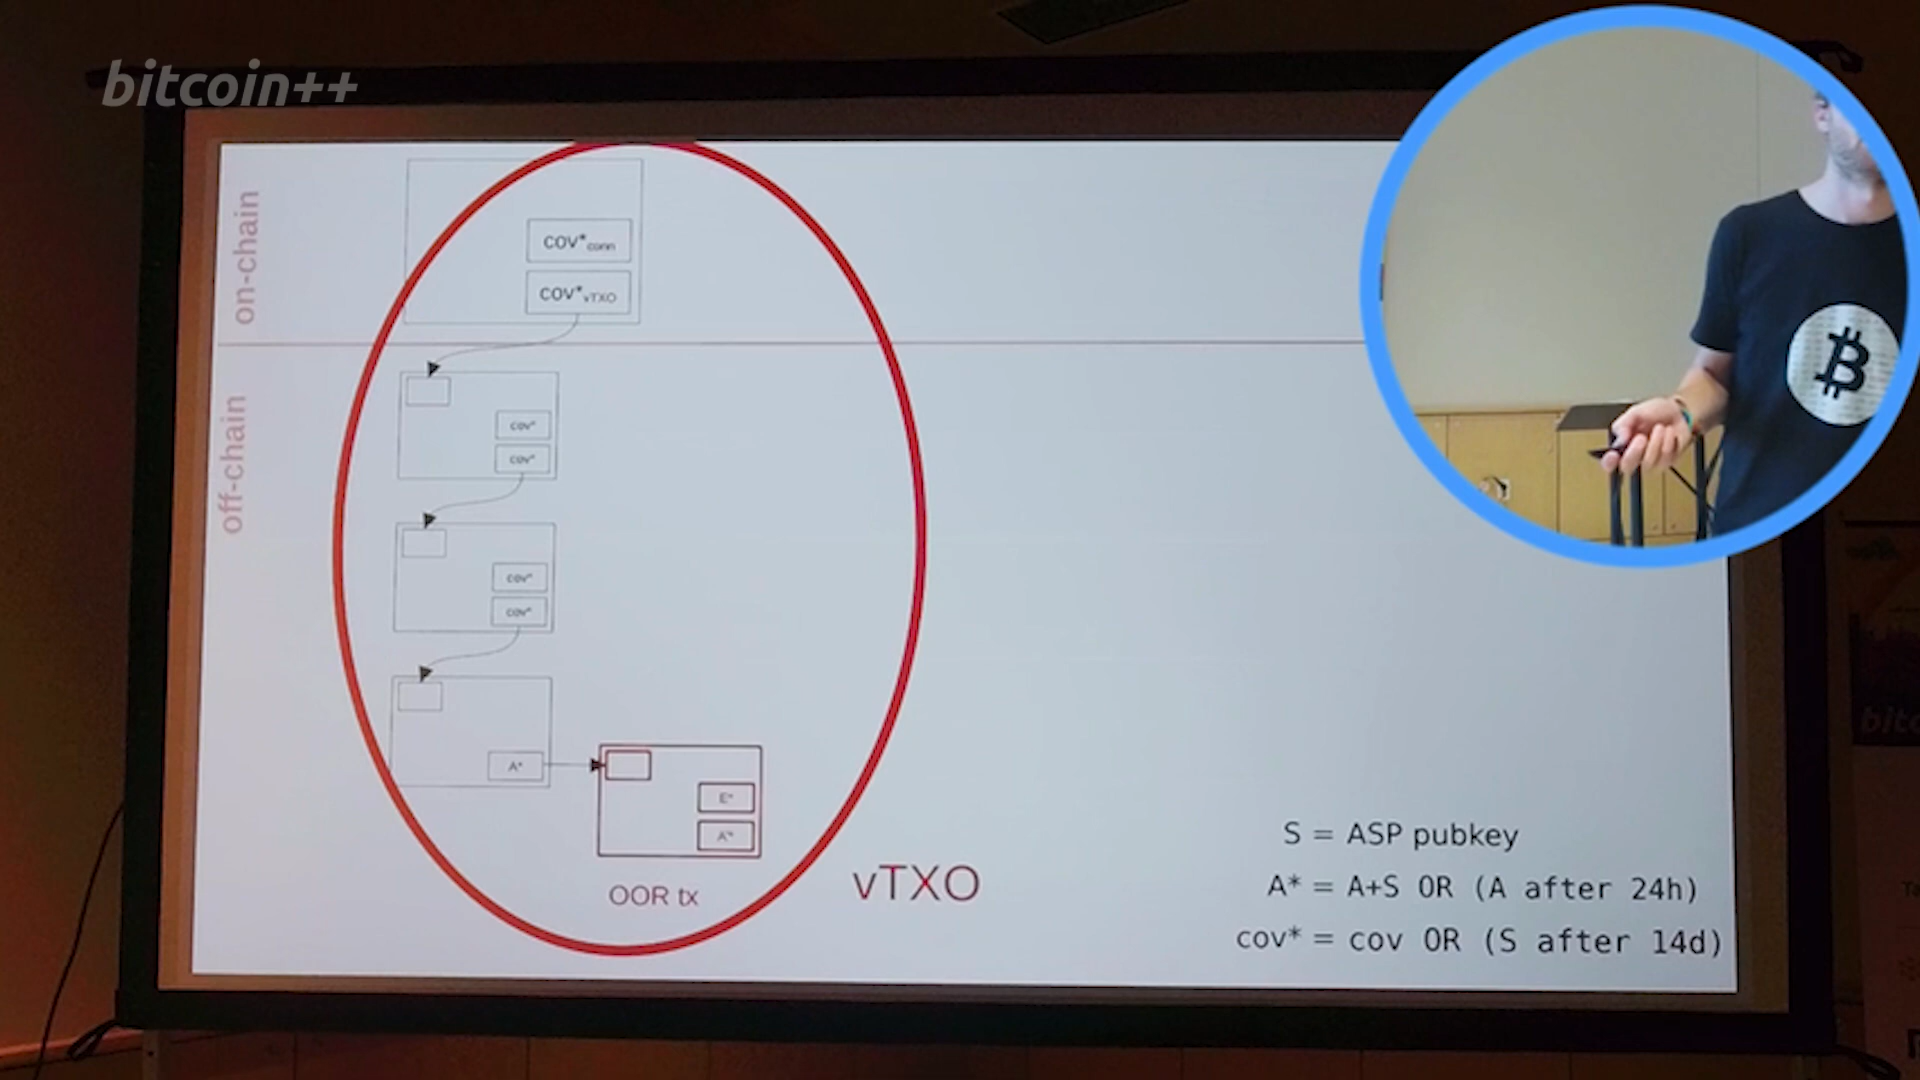 bitcoin++
on-chain
cov*conn
cov*vTXO
off-chain
cov*
cov*
cov*
cov*
A*
E*
A'*
OOR tx
vTXO
S = ASP pubkey
A* = A+S OR (A after 24h)
cov* = cov OR (S after 14d)
bitc